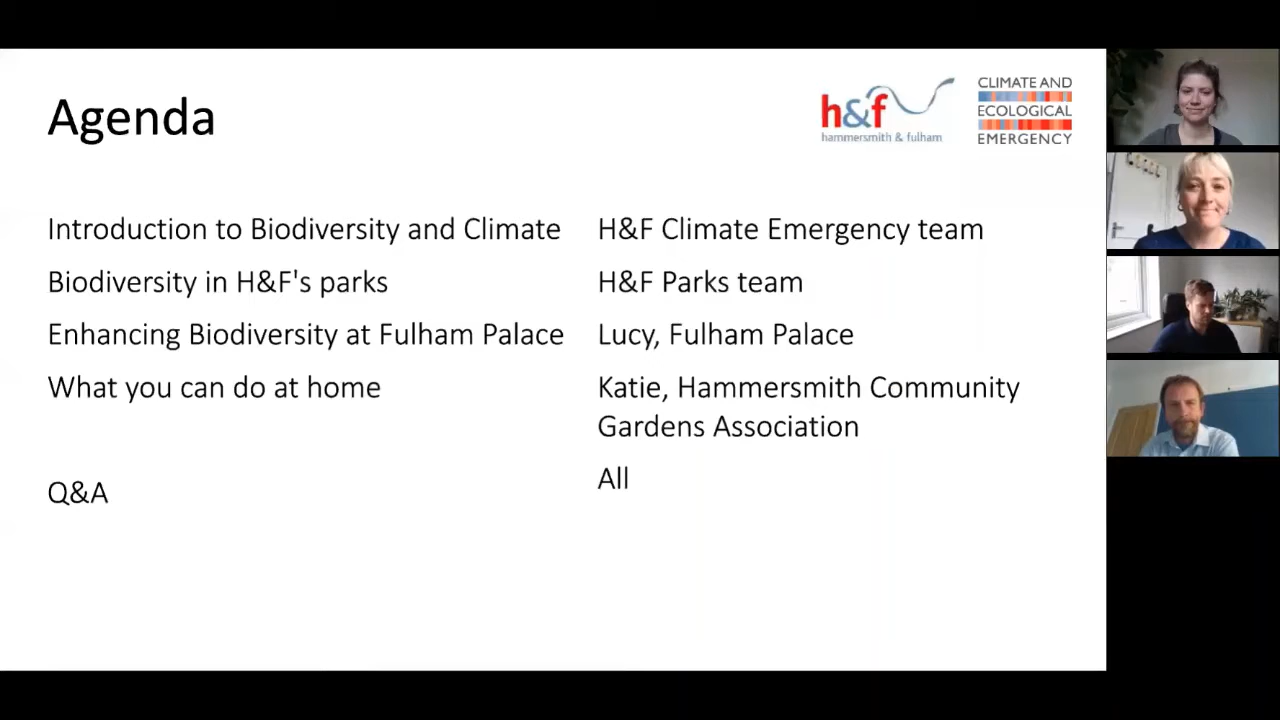 Agenda
h&f
hammersmith & fulham
CLIMATE AND
ECOLOGICAL
EMERGENCY
Introduction to Biodiversity and Climate
H&F Climate Emergency team
Biodiversity in H&F's parks
H&F Parks team
Enhancing Biodiversity at Fulham Palace
Lucy, Fulham Palace
What you can do at home
Katie, Hammersmith Community
Gardens Association
Q&A
All